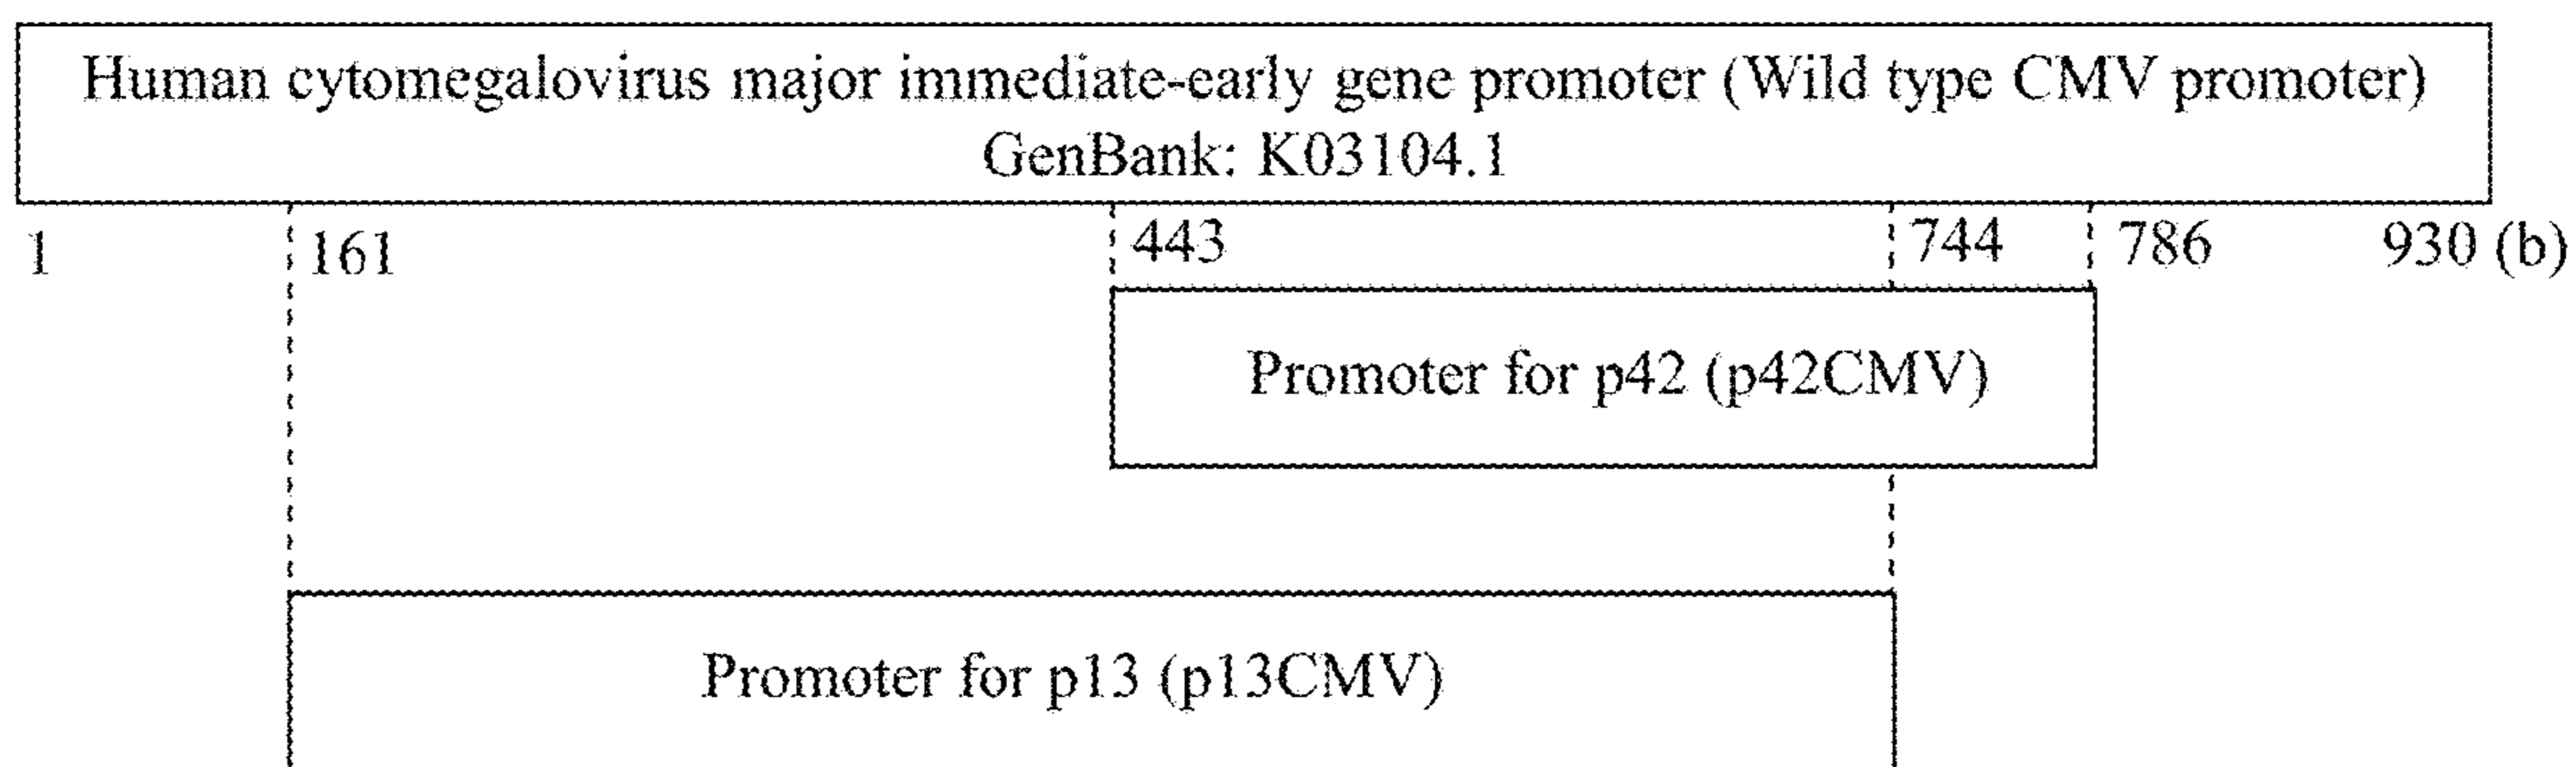 Human cytomegalovirus major immediate-early gene promoter (Wild type CMV promoter)
GenBank: K03104.1
1 161 443 744 786 930 (b)
Promoter for p42 (p42CMV)
Promoter for p13 (p13CMV)